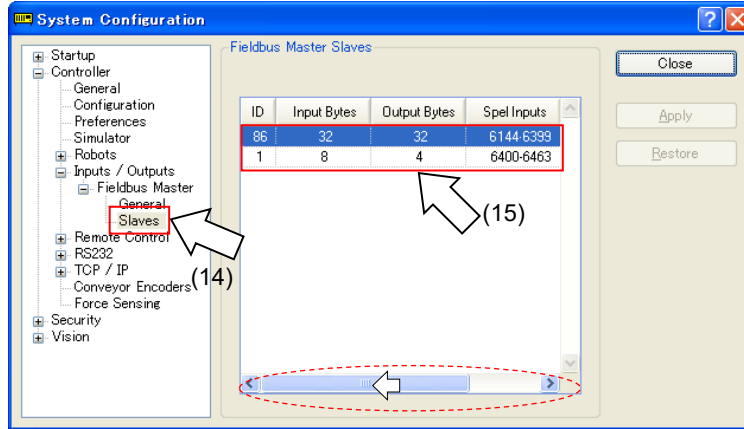 System Configuration
Startup
Controller
General
Configuration
Preferences
Simulator
Robots
Inputs / Outputs
Fieldbus Master
General
Slaves
Remote Control
RS232
TCP / IP
Conveyor Encoders
Force Sensing
Security
Vision
(14)
Fieldbus Master Slaves
ID Input Bytes Output Bytes Spel Inputs
86 32 32 6144-6399
1 8 4 6400-6463
(15)
Close
Apply
Restore